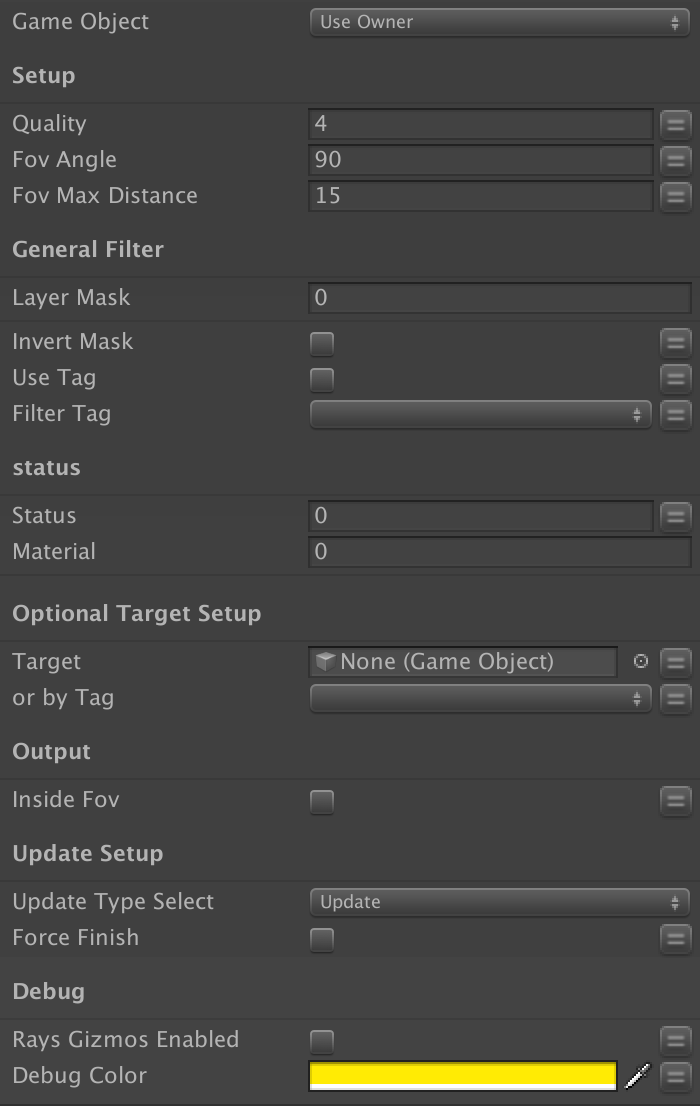 Game Object Use Owner
Setup
Quality 4
Fov Angle 90
Fov Max Distance 15
General Filter
Layer Mask 0
Invert Mask
Use Tag
Filter Tag
status
Status 0
Material 0
Optional Target Setup
Target None (Game Object)
or by Tag
Output
Inside Fov
Update Setup
Update Type Select Update
Force Finish
Debug
Rays Gizmos Enabled
Debug Color